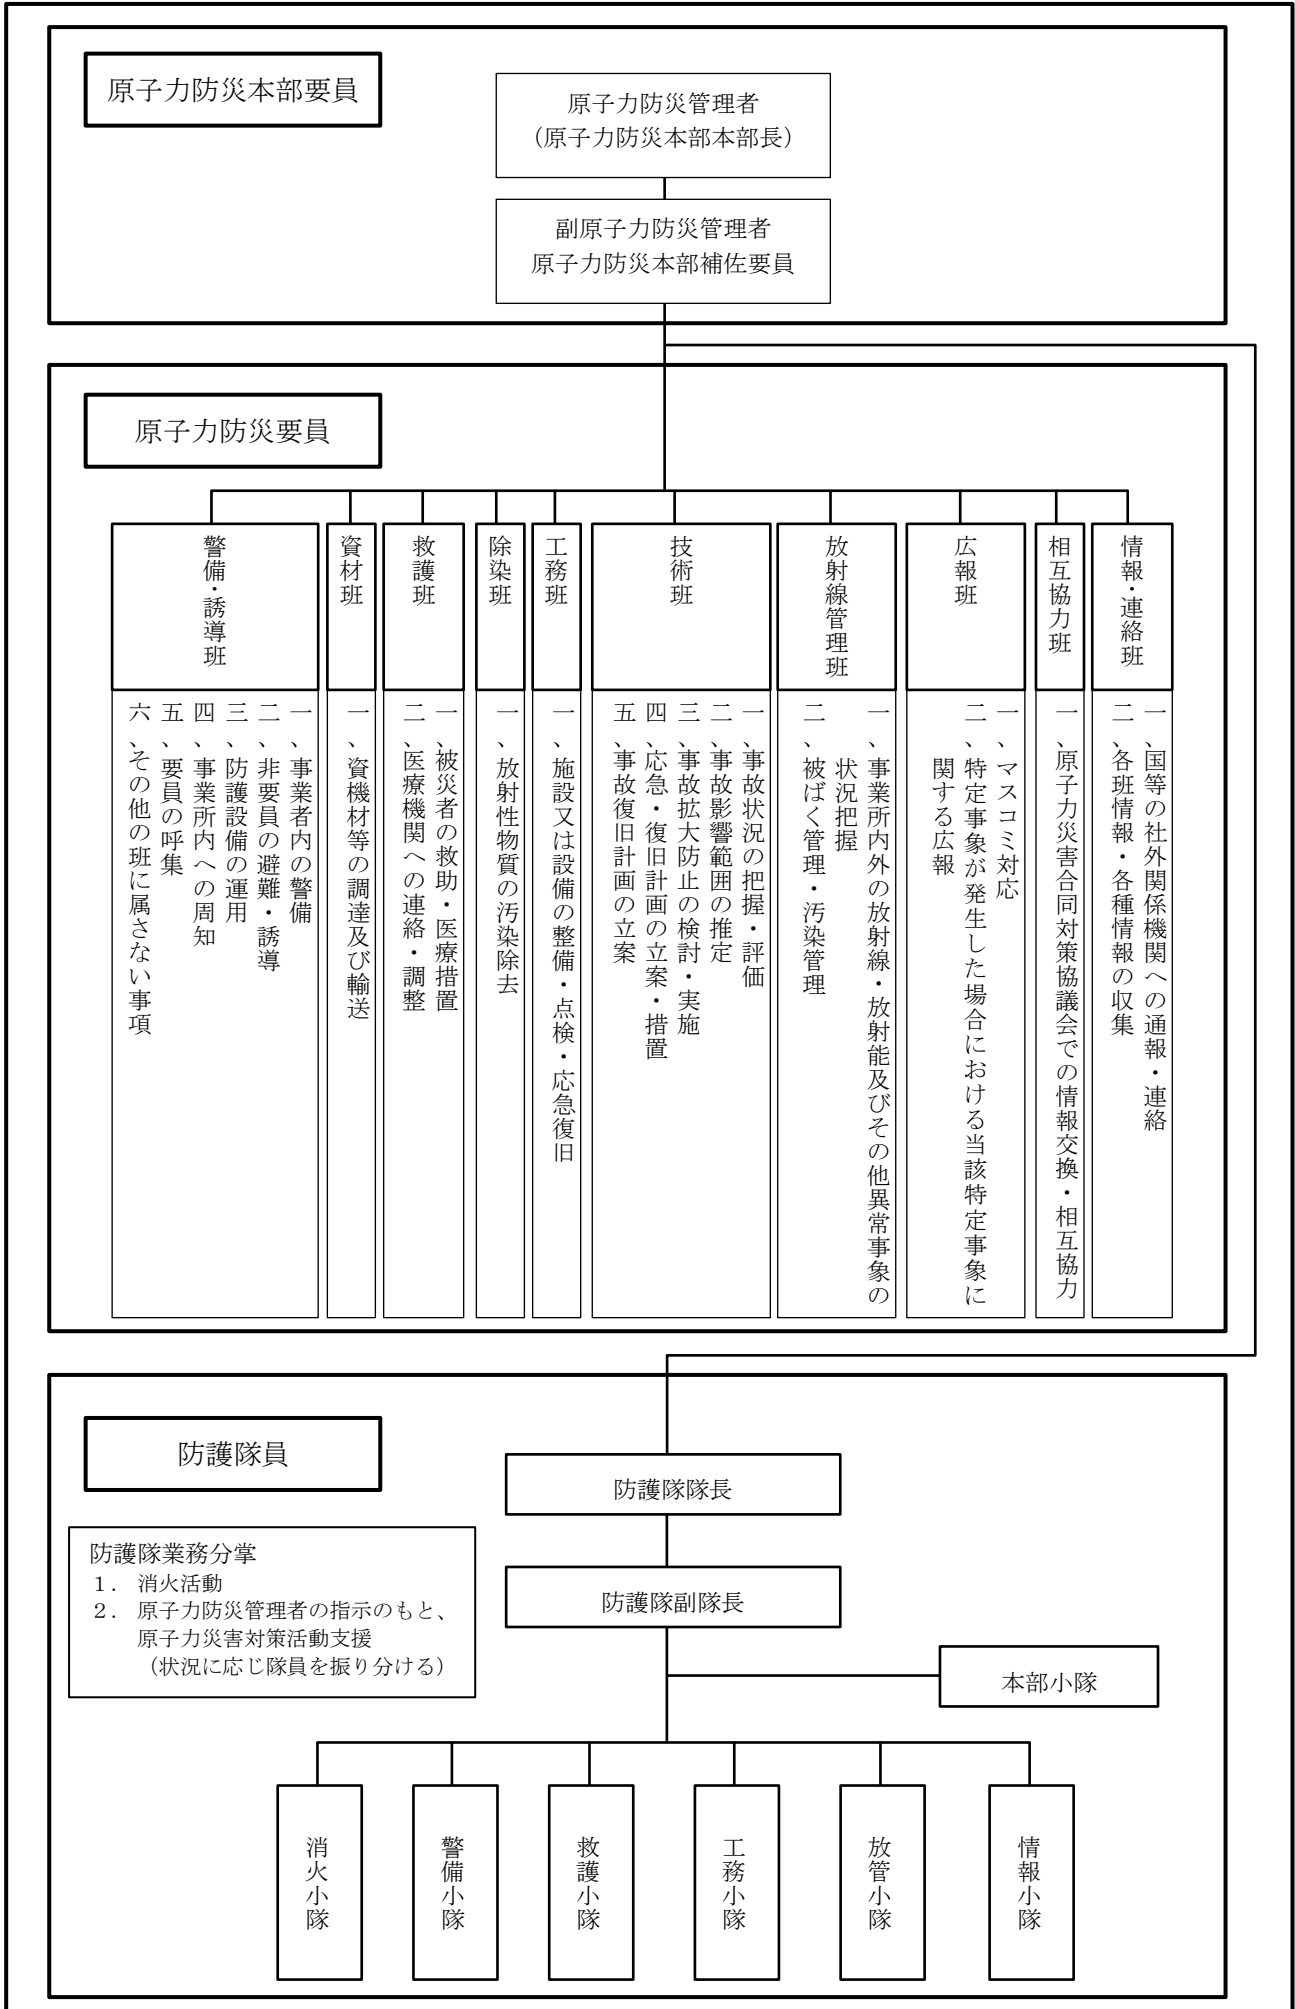 原子力防災本部要員
原子力防災管理者
（原子力防災本部本部長）
副原子力防災管理者
原子力防災本部補佐要員
原子力防災要員
情報・連絡班
一、国等の社外関係機関への通報・連絡
二、各班情報・各種情報の収集
相互協力班
一、原子力災害合同対策協議会での情報交換・相互協力
広報班
一、マスコミ対応
二、特定事象が発生した場合における当該特定事象に
関する広報
放射線管理班
一、事業所内外の放射線・放射能及びその他異常事象の
状況把握
二、被ばく管理・汚染管理
技術班
一、事故状況の把握・評価
二、事故影響範囲の推定
三、事故拡大防止の検討・実施
四、応急・復旧計画の立案・措置
五、事故復旧計画の立案
工務班
一、施設又は設備の整備・点検・応急復旧
除染班
一、放射性物質の汚染除去
救護班
一、被災者の救助・医療措置
二、医療機関への連絡・調整
資材班
一、資機材等の調達及び輸送
警備・誘導班
一、事業者内の警備
二、非要員の避難・誘導
三、防護設備の運用
四、事業所内への周知
五、要員の呼集
六、その他の班に属さない事項
防護隊員
防護隊隊長
防護隊業務分掌
１．消火活動
２．原子力防災管理者の指示のもと、
原子力災害対策活動支援
（状況に応じ隊員を振り分ける）
防護隊副隊長
本部小隊
情報小隊
放管小隊
工務小隊
救護小隊
警備小隊
消火小隊